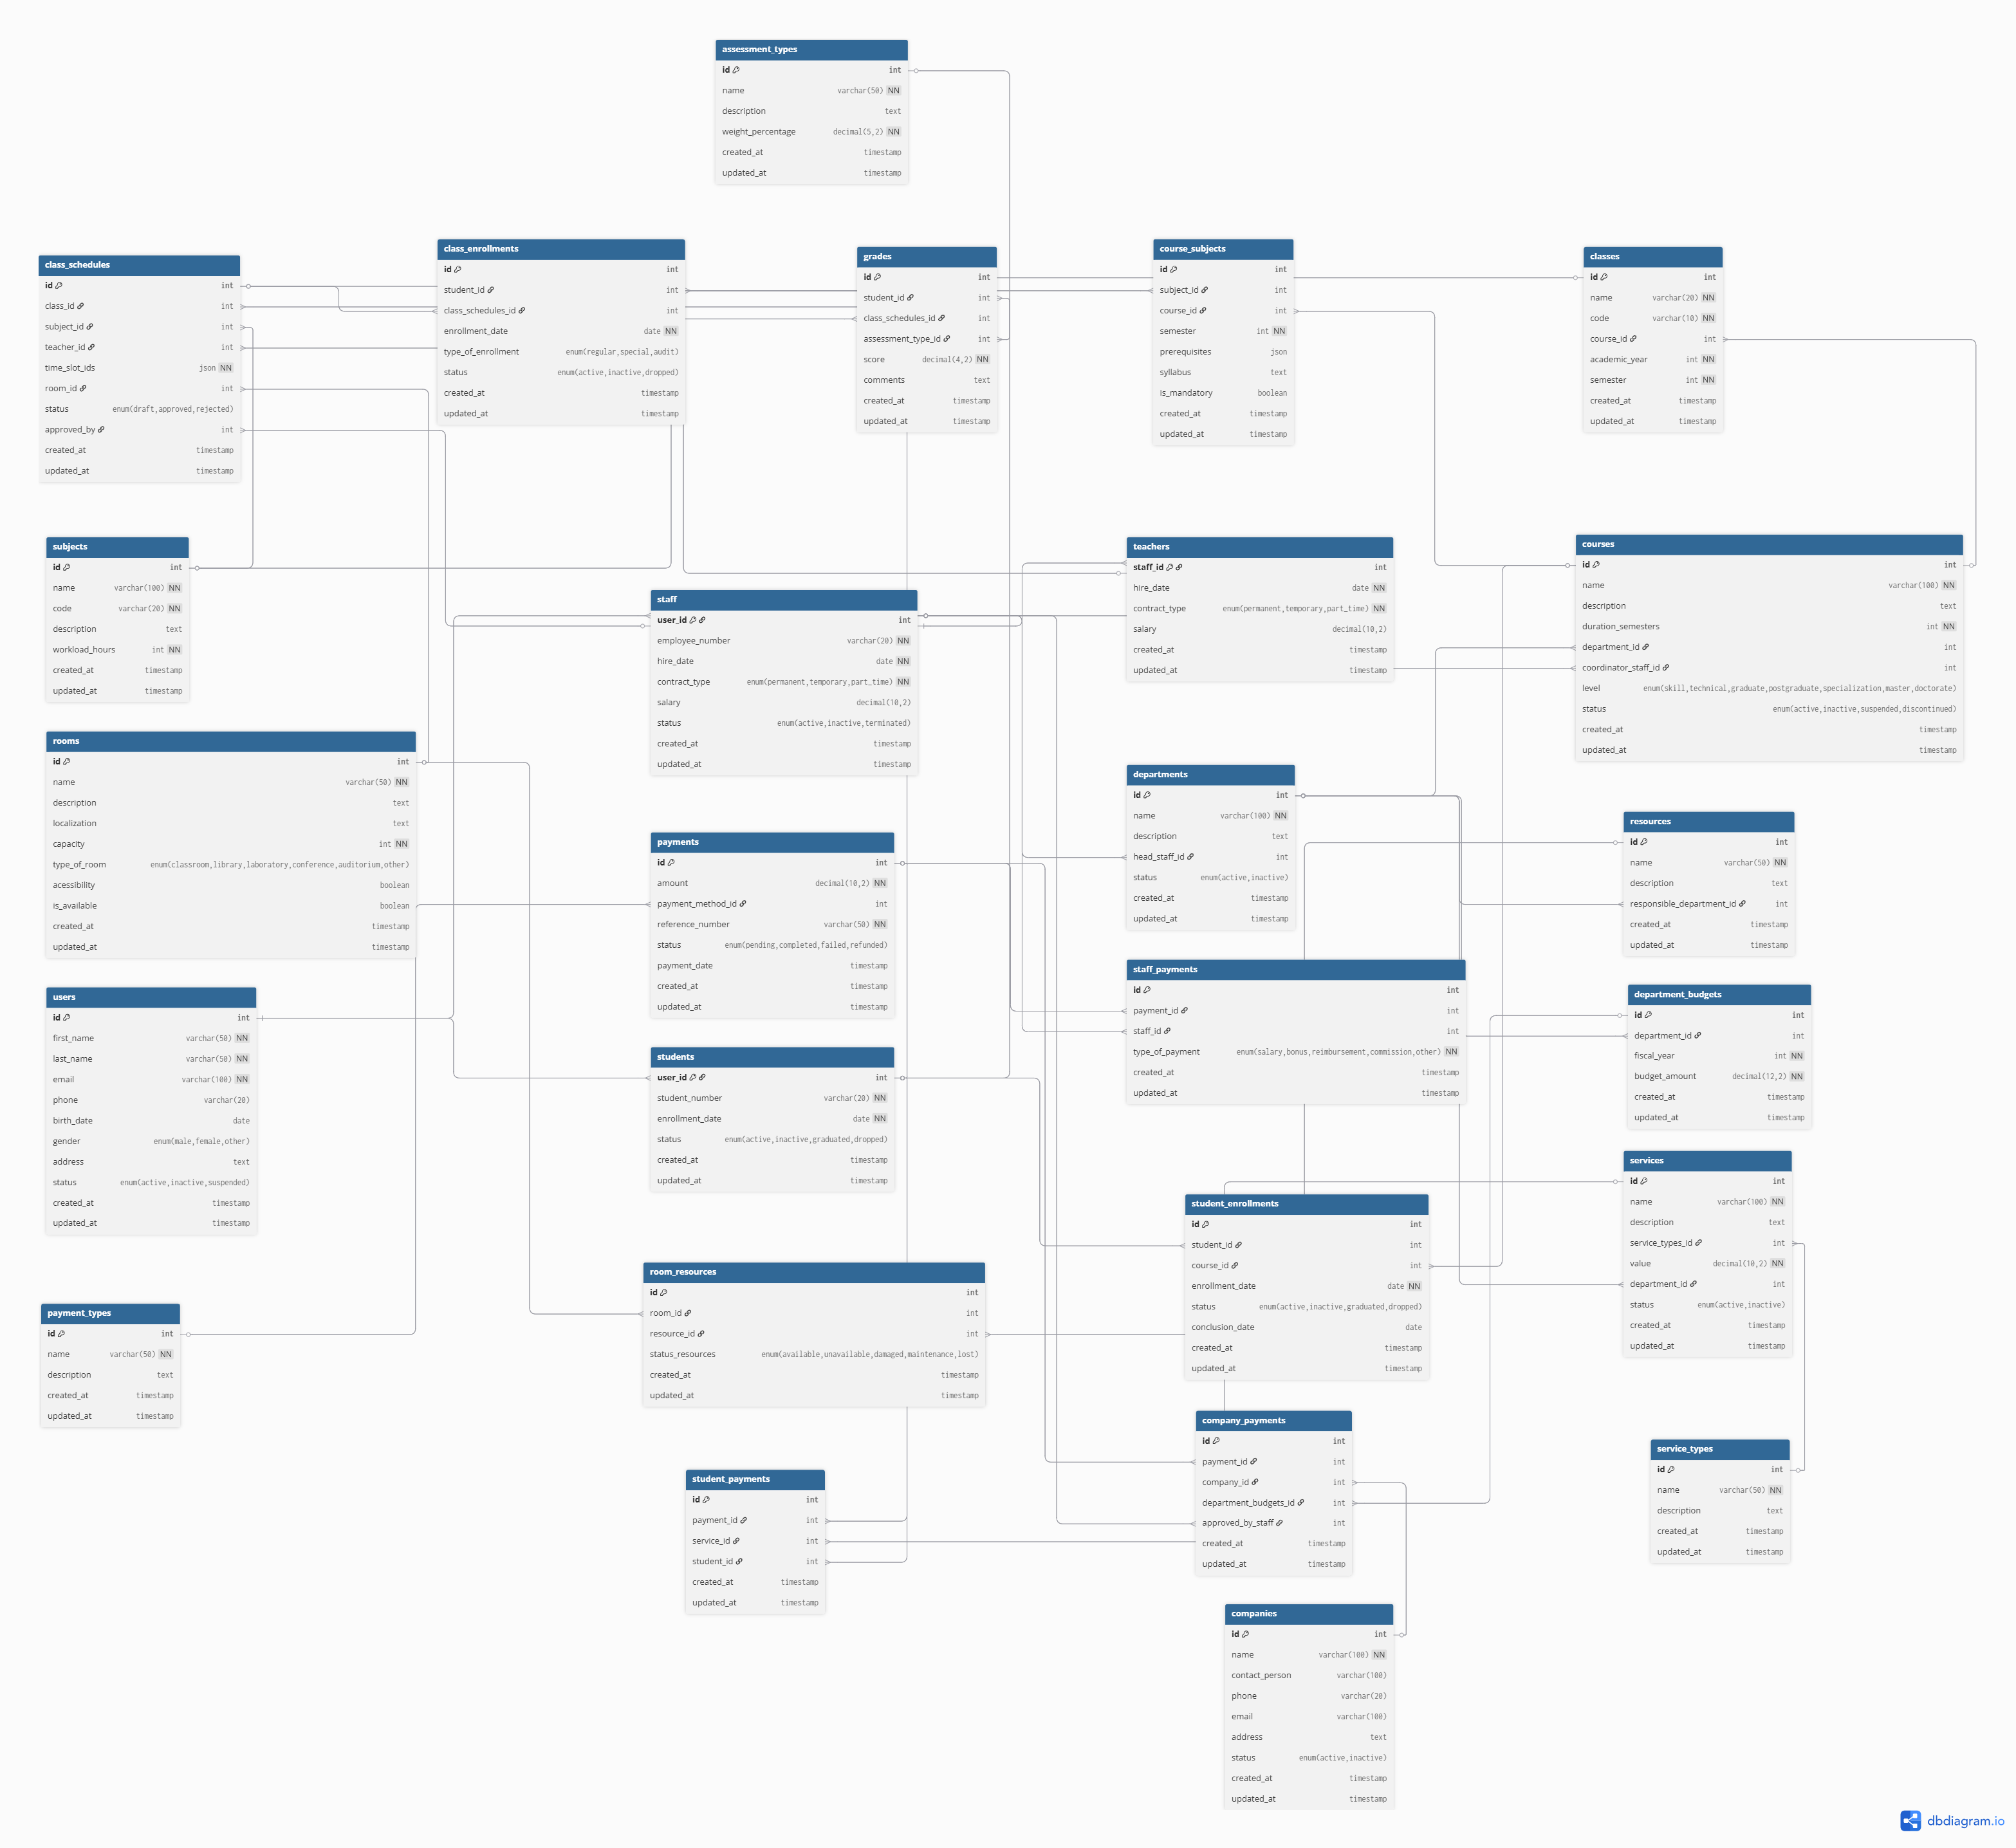 assessment_types
id int
name varchar(50) NN
description text
weight_percentage decimal(5,2) NN
created_at timestamp
updated_at timestamp
class_schedules
id int
class_id int
subject_id int
teacher_id int
time_slot_ids json NN
room_id int
status enum(draft,approved,rejected)
approved_by int
created_at timestamp
updated_at timestamp
class_enrollments
id int
student_id int
class_schedules_id int
enrollment_date date NN
type_of_enrollment enum(regular,special,audit)
status enum(active,inactive,dropped)
created_at timestamp
updated_at timestamp
grades
id int
student_id int
class_schedules_id int
assessment_type_id int
score decimal(4,2) NN
comments text
created_at timestamp
updated_at timestamp
course_subjects
id int
subject_id int
course_id int
semester int NN
prerequisites json
syllabus text
is_mandatory boolean
created_at timestamp
updated_at timestamp
classes
id int
name varchar(20) NN
code varchar(10) NN
course_id int
academic_year int NN
semester int NN
created_at timestamp
updated_at timestamp
subjects
id int
name varchar(100) NN
code varchar(20) NN
description text
workload_hours int NN
created_at timestamp
updated_at timestamp
staff
user_id int
employee_number varchar(20) NN
hire_date date NN
contract_type enum(permanent,temporary,part_time) NN
salary decimal(10,2)
status enum(active,inactive,terminated)
created_at timestamp
updated_at timestamp
teachers
staff_id int
hire_date date NN
contract_type enum(permanent,temporary,part_time) NN
salary decimal(10,2)
created_at timestamp
updated_at timestamp
courses
id int
name varchar(100) NN
description text
duration_semesters int NN
department_id int
coordinator_staff_id int
level enum(skill,technical,graduate,postgraduate,specialization,master,doctorate)
status enum(active,inactive,suspended,discontinued)
created_at timestamp
updated_at timestamp
rooms
id int
name varchar(50) NN
description text
localization text
capacity int NN
type_of_room enum(classroom,library,laboratory,conference,auditorium,other)
acessibility boolean
is_available boolean
created_at timestamp
updated_at timestamp
payments
id int
amount decimal(10,2) NN
payment_method_id int
reference_number varchar(50) NN
status enum(pending,completed,failed,refunded)
payment_date timestamp
created_at timestamp
updated_at timestamp
departments
id int
name varchar(100) NN
description text
head_staff_id int
status enum(active,inactive)
created_at timestamp
updated_at timestamp
resources
id int
name varchar(50) NN
description text
responsible_department_id int
created_at timestamp
updated_at timestamp
users
id int
first_name varchar(50) NN
last_name varchar(50) NN
email varchar(100) NN
phone varchar(20)
birth_date date
gender enum(male,female,other)
address text
status enum(active,inactive,suspended)
created_at timestamp
updated_at timestamp
students
user_id int
student_number varchar(20) NN
enrollment_date date NN
status enum(active,inactive,graduated,dropped)
created_at timestamp
updated_at timestamp
staff_payments
id int
payment_id int
staff_id int
type_of_payment enum(salary,bonus,reimbursement,commission,other) NN
created_at timestamp
updated_at timestamp
department_budgets
id int
department_id int
fiscal_year int NN
budget_amount decimal(12,2) NN
created_at timestamp
updated_at timestamp
services
id int
name varchar(100) NN
description text
service_types_id int
value decimal(10,2) NN
department_id int
status enum(active,inactive)
created_at timestamp
updated_at timestamp
student_enrollments
id int
student_id int
course_id int
enrollment_date date NN
status enum(active,inactive,graduated,dropped)
conclusion_date date
created_at timestamp
updated_at timestamp
room_resources
id int
room_id int
resource_id int
status_resources enum(available,unavailable,damaged,maintenance,lost)
created_at timestamp
updated_at timestamp
payment_types
id int
name varchar(50) NN
description text
created_at timestamp
updated_at timestamp
company_payments
id int
payment_id int
company_id int
department_budgets_id int
approved_by_staff int
created_at timestamp
updated_at timestamp
service_types
id int
name varchar(50) NN
description text
created_at timestamp
updated_at timestamp
student_payments
id int
payment_id int
service_id int
student_id int
created_at timestamp
updated_at timestamp
companies
id int
name varchar(100) NN
contact_person varchar(100)
phone varchar(20)
email varchar(100)
address text
status enum(active,inactive)
created_at timestamp
updated_at timestamp
dbdiagram.io